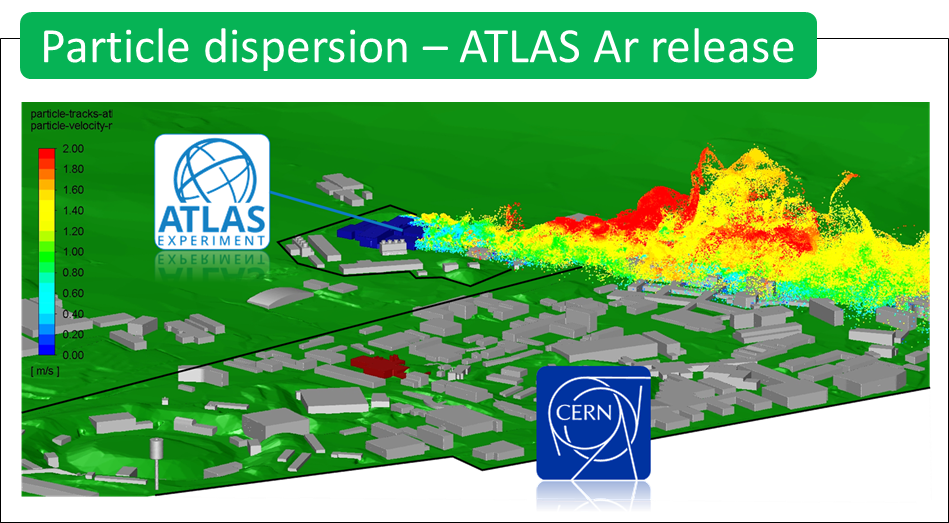 Particle dispersion – ATLAS Ar release
particle-tracks-atl
particle-velocity-r
2.00
1.80
1.60
1.40
1.20
1.00
0.80
0.60
0.40
0.20
0.00
[ m/s ]
ATLAS
EXPERIMENT
CERN